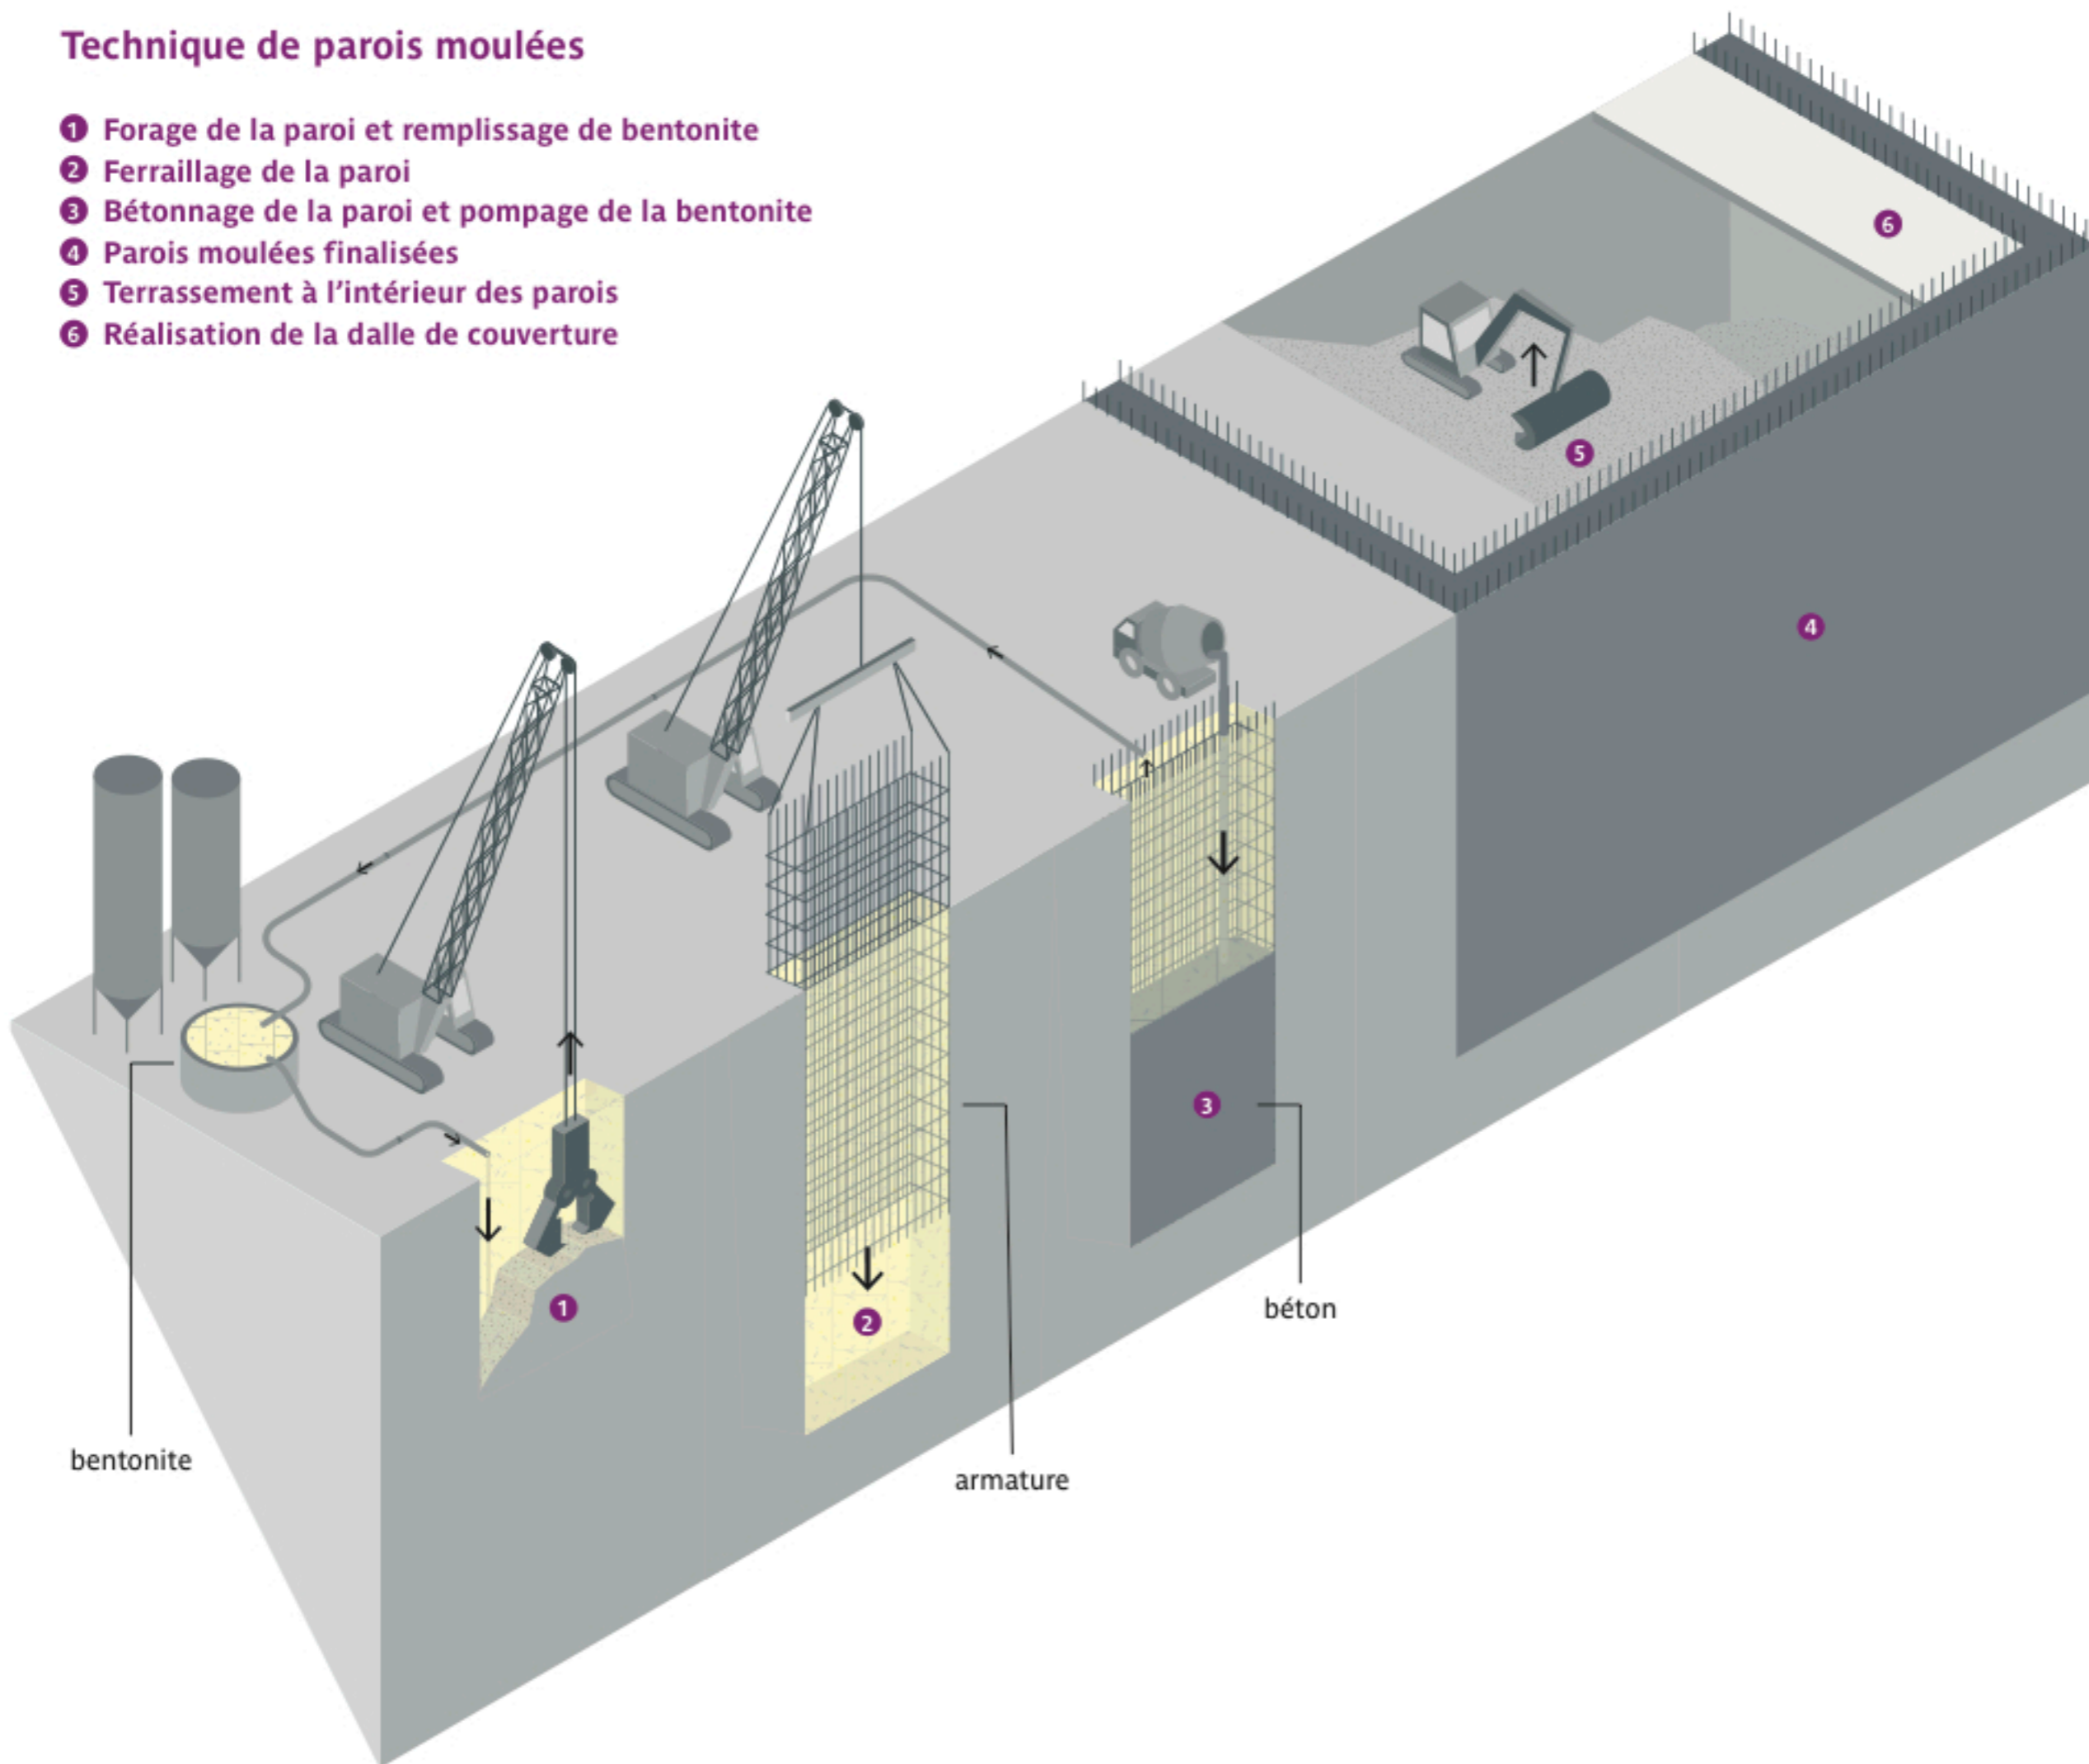 Technique de parois moulées
1 Forage de la paroi et remplissage de bentonite
2 Ferraillage de la paroi
3 Bétonnage de la paroi et pompage de la bentonite
4 Parois moulées finalisées
5 Terrassement à l’intérieur des parois
6 Réalisation de la dalle de couverture
6
5
4
3
1
2
béton
bentonite
armature